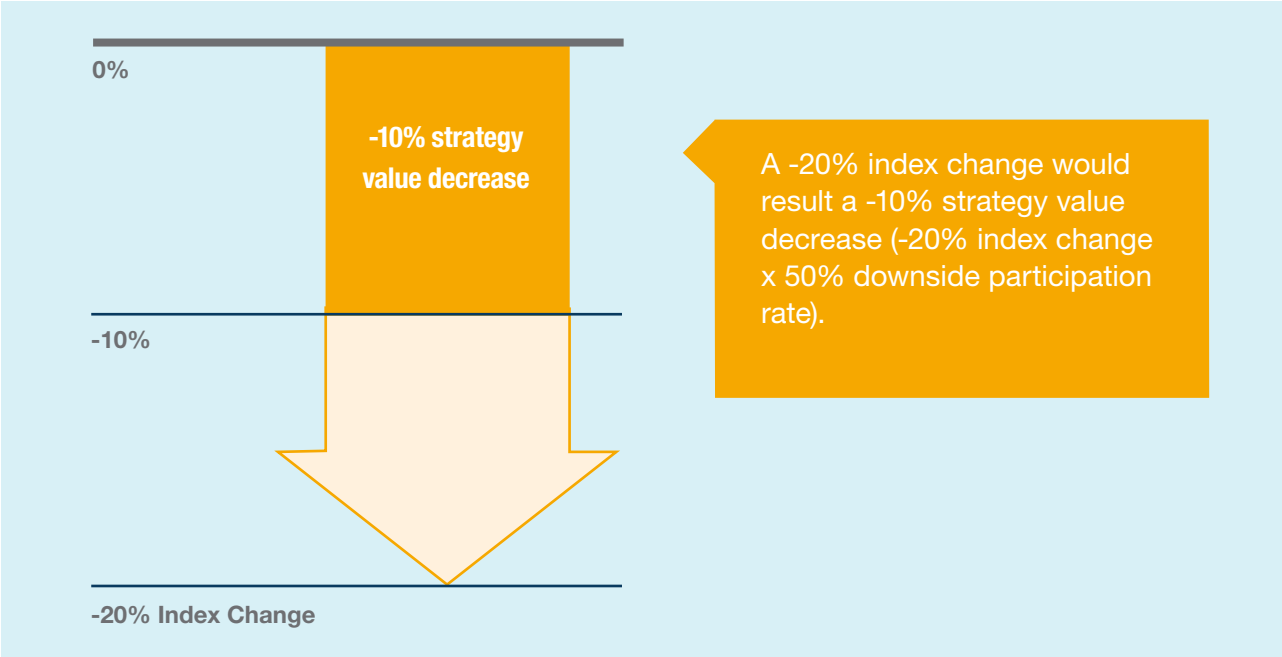 0%
-10% strategy
value decrease
A -20% index change would
result a -10% strategy value
decrease (-20% index change
x 50% downside participation
rate).
-10%
-20% Index Change